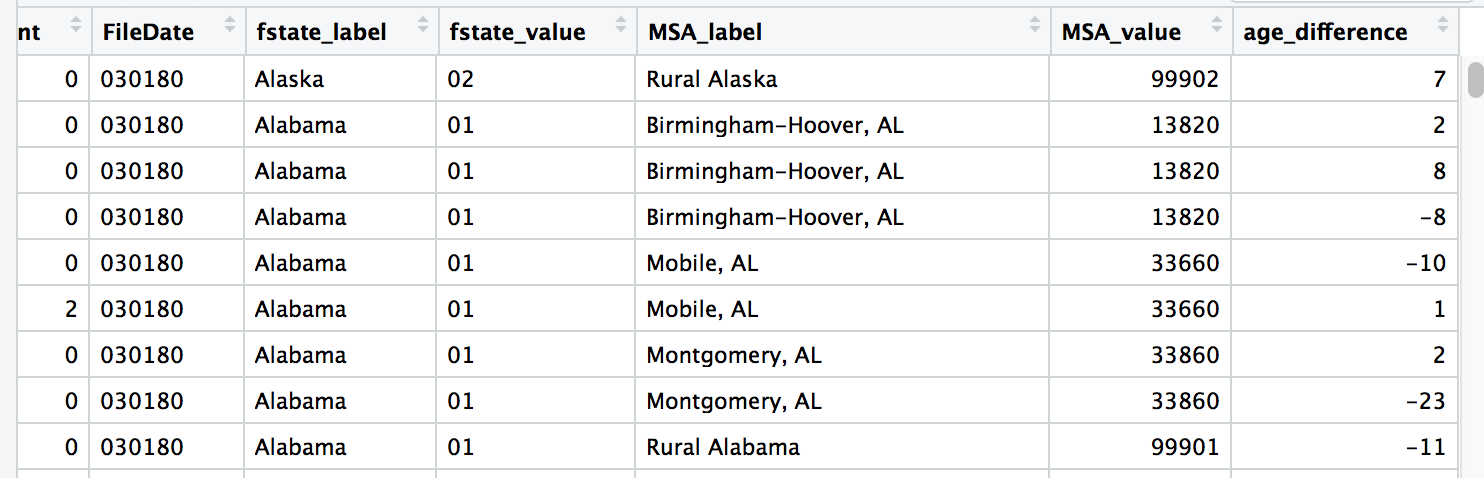 nt FileDate fstate_label fstate_value MSA_label MSA_value age_difference
0 030180 Alaska 02 Rural Alaska 99902 7
0 030180 Alabama 01 Birmingham-Hoover, AL 13820 2
0 030180 Alabama 01 Birmingham-Hoover, AL 13820 8
0 030180 Alabama 01 Birmingham-Hoover, AL 13820 -8
0 030180 Alabama 01 Mobile, AL 33660 -10
2 030180 Alabama 01 Mobile, AL 33660 1
0 030180 Alabama 01 Montgomery, AL 33860 2
0 030180 Alabama 01 Montgomery, AL 33860 -23
0 030180 Alabama 01 Rural Alabama 99901 -11